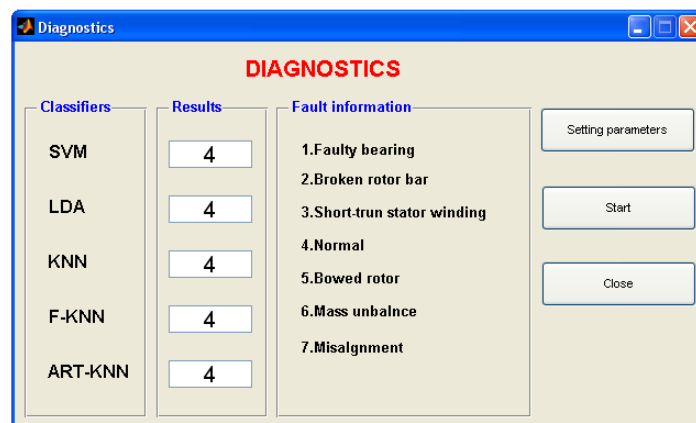 Diagnostics
DIAGNOSTICS
Classifiers
SVM
LDA
KNN
F-KNN
ART-KNN
Results
4
4
4
4
4
Fault information
1.Faulty bearing
2.Broken rotor bar
3.Short-trun stator winding
4.Normal
5.Bowed rotor
6.Mass unbalnce
7.Misalgnment
Setting parameters
Start
Close